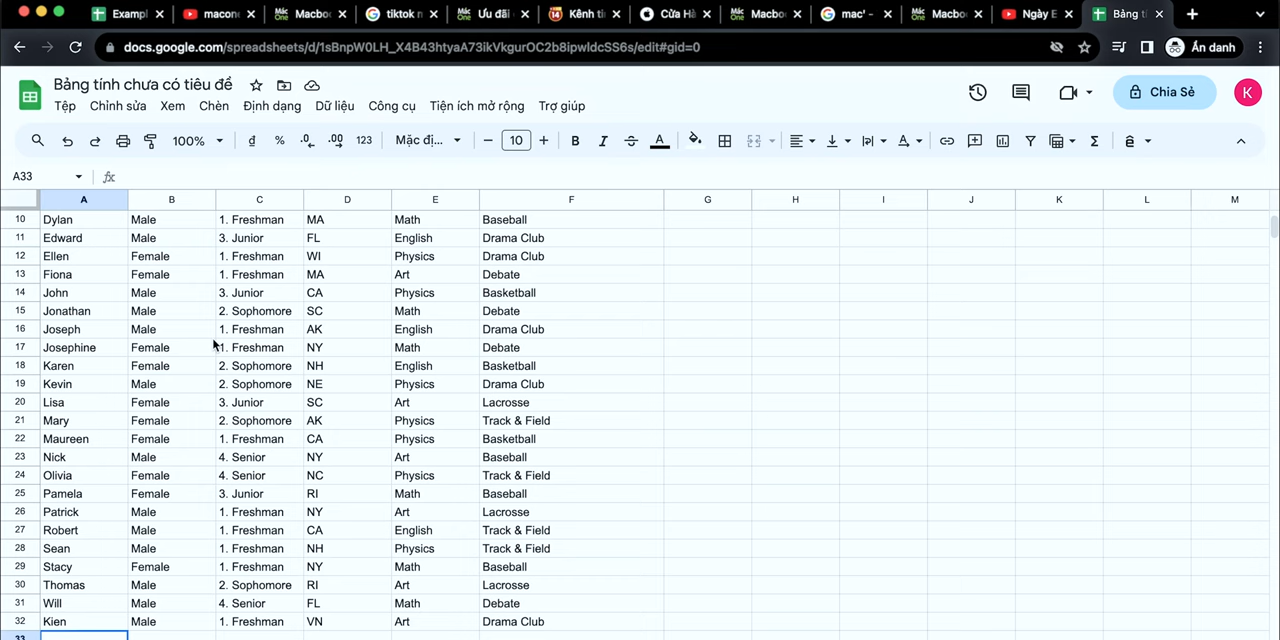 Exampl
macone
Macbo
tiktok n
Ưu đãi
Kênh ti
Cửa Hà
Macbo
mac' -
Macbo
Ngày E
Bảng tí
docs.google.com/spreadsheets/d/1sBnpW0LH_X4B43htyaA73ikVkgurOC2b8ipwIdcSS6s/edit#gid=0
Ẩn danh
Bảng tính chưa có tiêu đề
Tệp Chỉnh sửa Xem Chèn Định dạng Dữ liệu Công cụ Tiện ích mở rộng Trợ giúp
Chia Sẻ
K
100% đ % .0 .00 123 Mặc đị... 10 B I A
A33 fx
A B C D E F G H I J K L M
10 Dylan Male 1. Freshman MA Math Baseball
11 Edward Male 3. Junior FL English Drama Club
12 Ellen Female 1. Freshman WI Physics Drama Club
13 Fiona Female 1. Freshman MA Art Debate
14 John Male 3. Junior CA Physics Basketball
15 Jonathan Male 2. Sophomore SC Math Debate
16 Joseph Male 1. Freshman AK English Drama Club
17 Josephine Female 1. Freshman NY Math Debate
18 Karen Female 2. Sophomore NH English Basketball
19 Kevin Male 2. Sophomore NE Physics Drama Club
20 Lisa Female 3. Junior SC Art Lacrosse
21 Mary Female 2. Sophomore AK Physics Track & Field
22 Maureen Female 1. Freshman CA Physics Basketball
23 Nick Male 4. Senior NY Art Baseball
24 Olivia Female 4. Senior NC Physics Track & Field
25 Pamela Female 3. Junior RI Math Baseball
26 Patrick Male 1. Freshman NY Art Lacrosse
27 Robert Male 1. Freshman CA English Track & Field
28 Sean Male 1. Freshman NH Physics Track & Field
29 Stacy Female 1. Freshman NY Math Baseball
30 Thomas Male 2. Sophomore RI Art Lacrosse
31 Will Male 4. Senior FL Math Debate
32 Kien Male 1. Freshman VN Art Drama Club
33